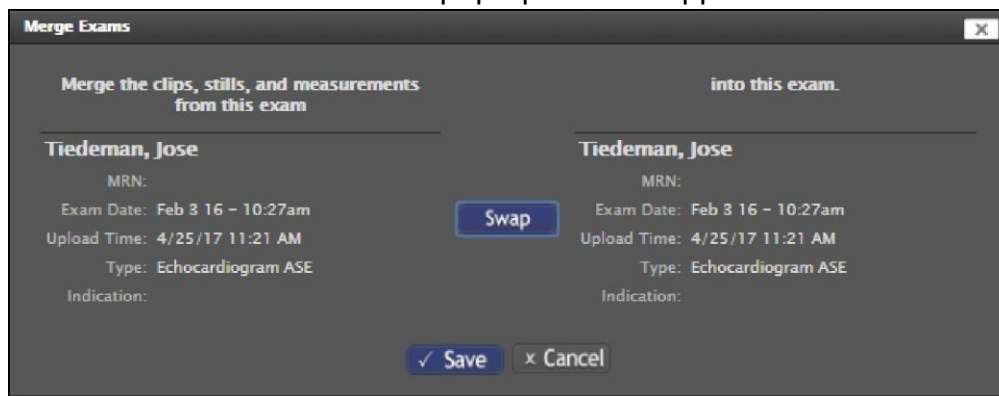 Merge Exams
Merge the clips, stills, and measurements
from this exam
Tiedeman, Jose
MRN:
Exam Date: Feb 3 16 – 10:27am
Upload Time: 4/25/17 11:21 AM
Type: Echocardiogram ASE
Indication:
Swap
into this exam.
Tiedeman, Jose
MRN:
Exam Date: Feb 3 16 – 10:27am
Upload Time: 4/25/17 11:21 AM
Type: Echocardiogram ASE
Indication:
✓ Save
x Cancel